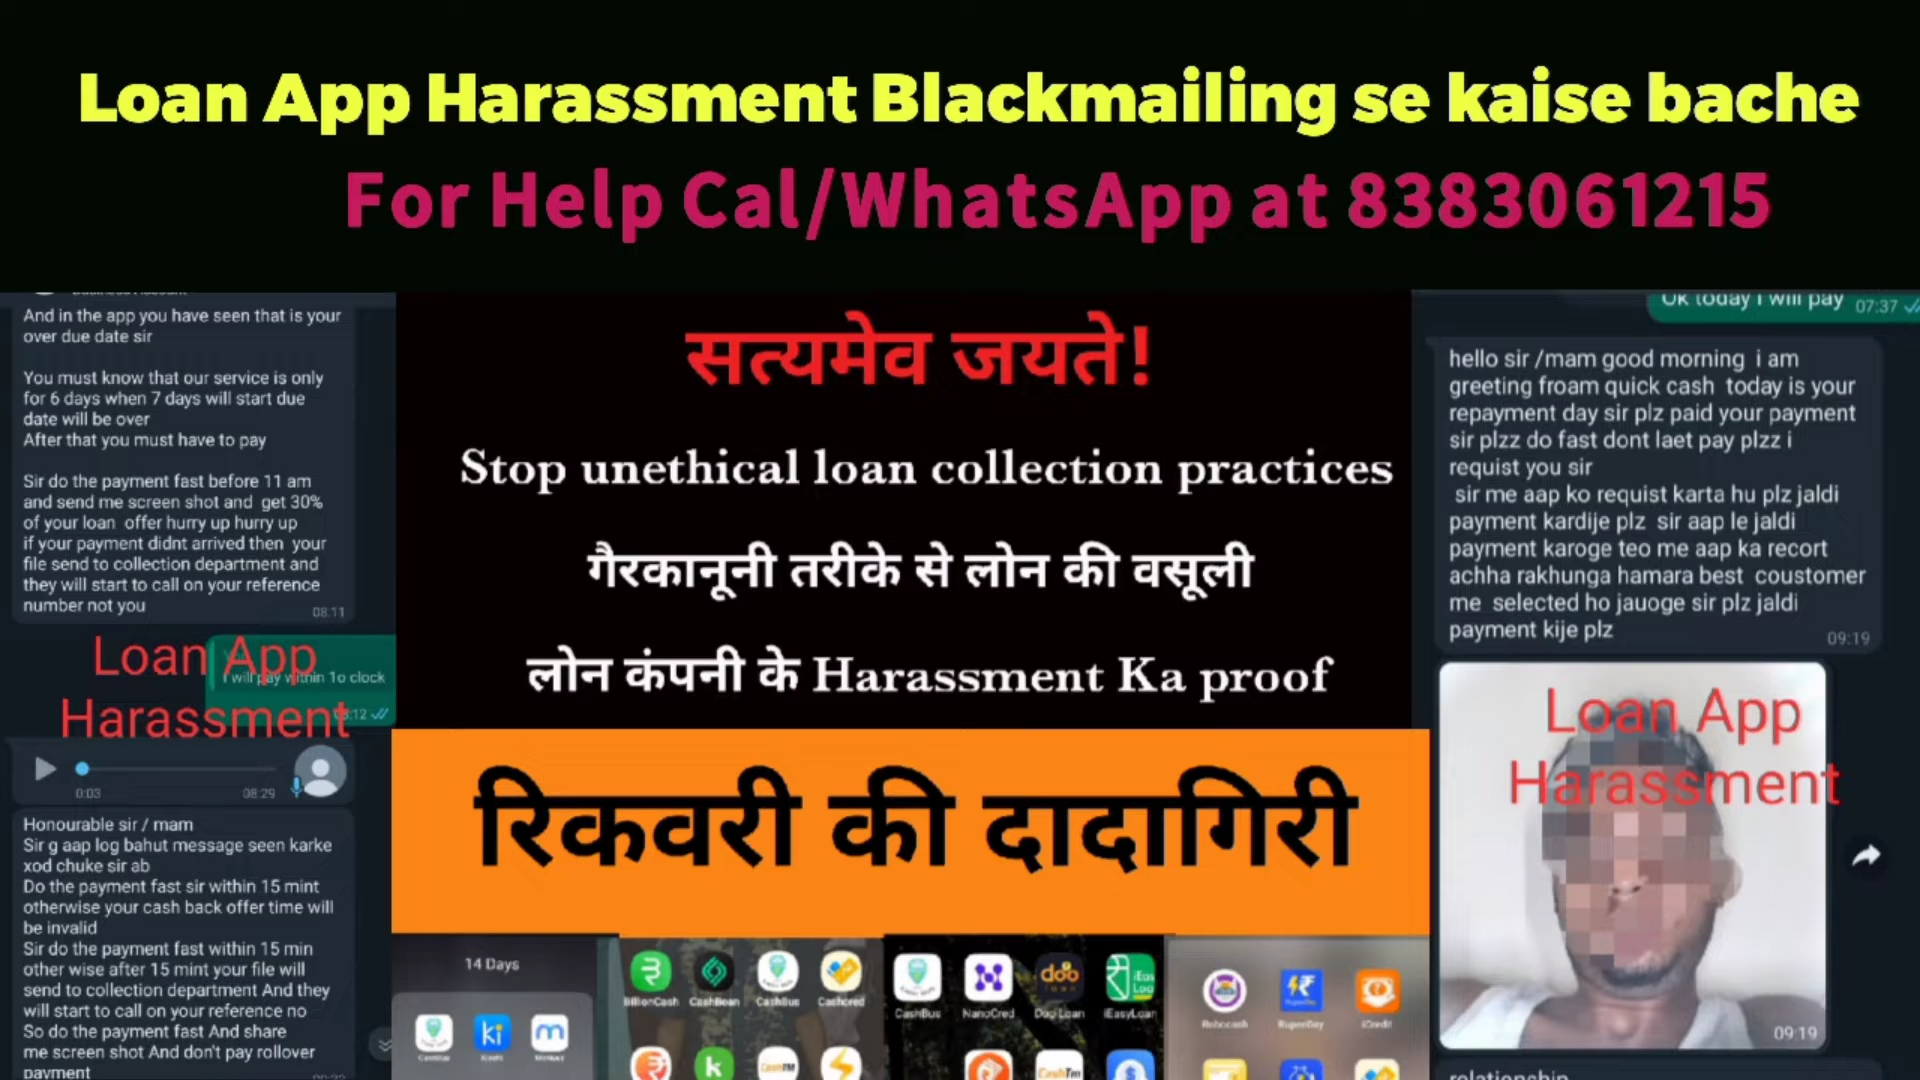 Loan App Harassment Blackmailing se kaise bache
For Help Cal/WhatsApp at 8383061215
And in the app you have seen that is your
over due date sir
You must know that our service is only
for 6 days when 7 days will start due
date will be over
After that you must have to pay
Sir do the payment fast before 11 am
and send me screen shot and get 30%
of your loan offer hurry up hurry up
if your payment didnt arrived then your
file send to collection department and
they will start to call on your reference
number not you
08:11
Loan App
Harassment
I will pay within 1o clock
08:12
0:03
08:29
Honourable sir / mam
Sir g aap log bahut message seen karke
xod chuke sir ab
Do the payment fast sir within 15 mint
otherwise your cash back offer time will
be invalid
Sir do the payment fast within 15 min
other wise after 15 mint your file will
send to collection department And they
will start to call on your reference no
So do the payment fast And share
me screen shot And don't pay rollover
payment
सत्यमेव जयते!
Stop unethical loan collection practices
गैरकानूनी तरीके से लोन की वसूली
लोन कंपनी के Harassment Ka proof
रिकवरी की दादागिरी
14 Days
BillionCash CashBean CashBus Cashcred
CashBus NanoCred Dog Loan iEasyLoan
Robocash RupeeDay iCredit
CashTm
CashTm
Ok today i will pay 07:37
hello sir /mam good morning i am
greeting froam quick cash today is your
repayment day sir plz paid your payment
sir plzz do fast dont laet pay plzz i
requist you sir
sir me aap ko requist karta hu plz jaldi
payment kardije plz sir aap le jaldi
payment karoge teo me aap ka recort
achha rakhunga hamara best coustomer
me selected ho jauoge sir plz jaldi
payment kije plz
09:19
Loan App
Harassment
09:19
relationship